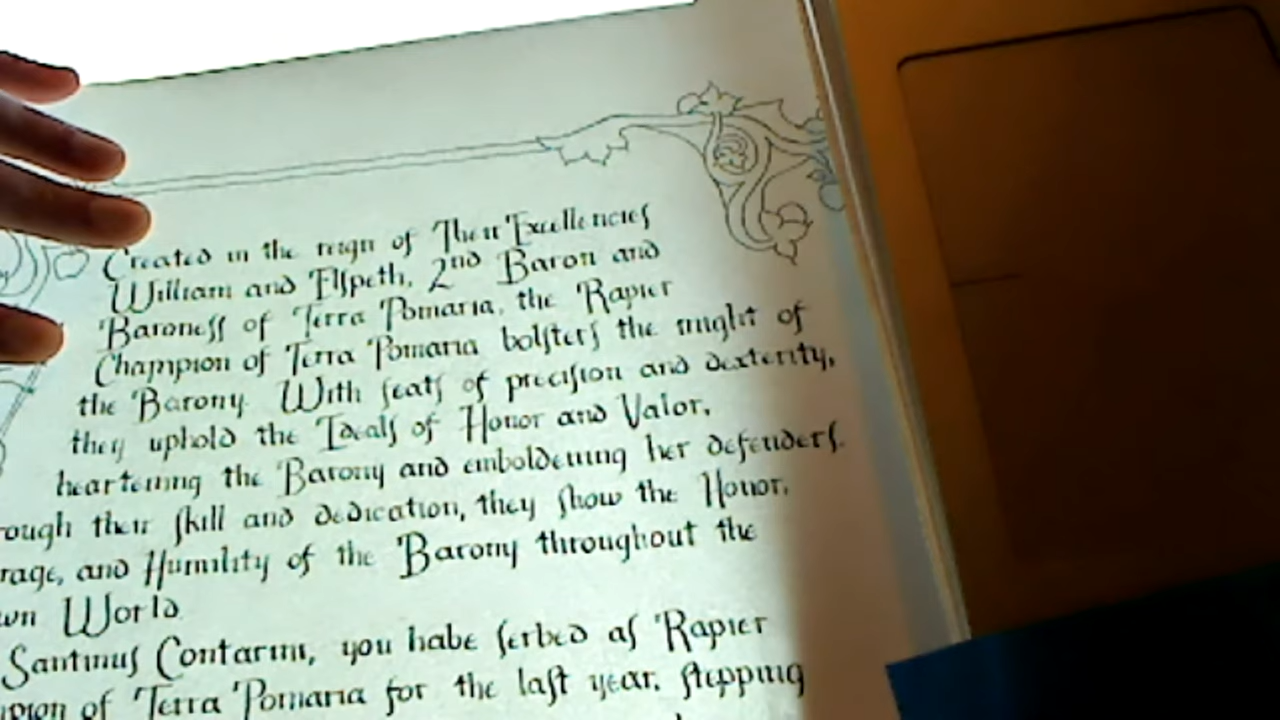 Created in the reign of Their Excellencies
William and Elspeth, 2nd Baron and
Baroness of Terra Pomaria, the Rapier
Champion of Terra Pomaria bolsters the might of
the Barony. With feats of precision and dexterity,
they uphold the Ideals of Honor and Valor,
heartening the Barony and emboldening her defenders.
ough their skill and dedication, they show the Honor,
rage, and Humility of the Barony throughout the
wn World
Santinus Contarini, you habe serbed as Rapier
pion of Terra Pomaria for the last year, stepping